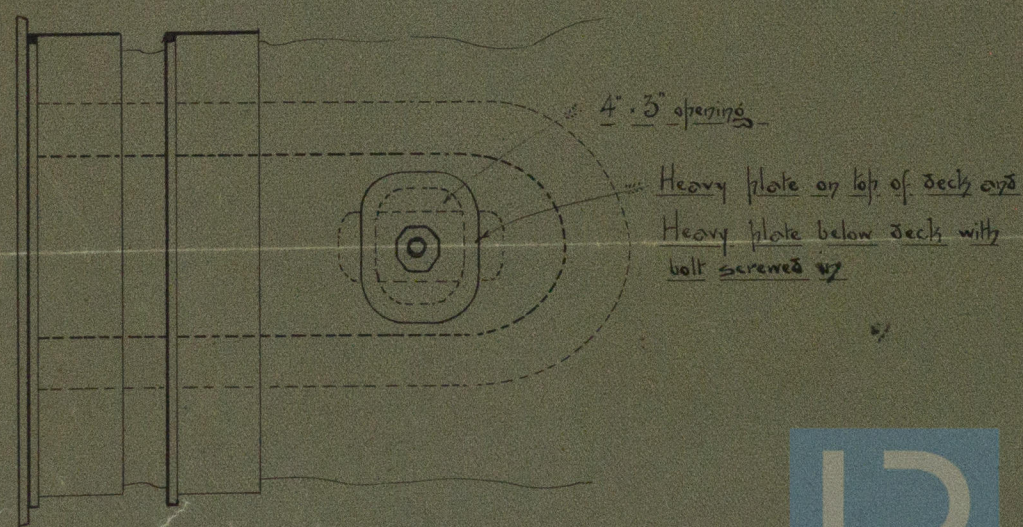 4" · 3" opening
Heavy plate on top of deck and
Heavy plate below deck with
bolt screwed up